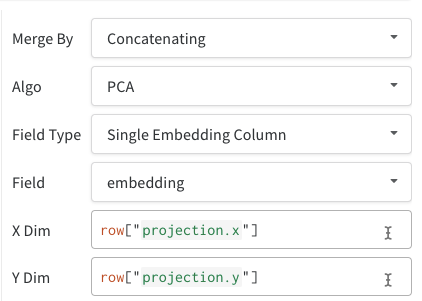 Merge By Concatenating
Algo PCA
Field Type Single Embedding Column
Field embedding
X Dim row["projection.x"]
Y Dim row["projection.y"]